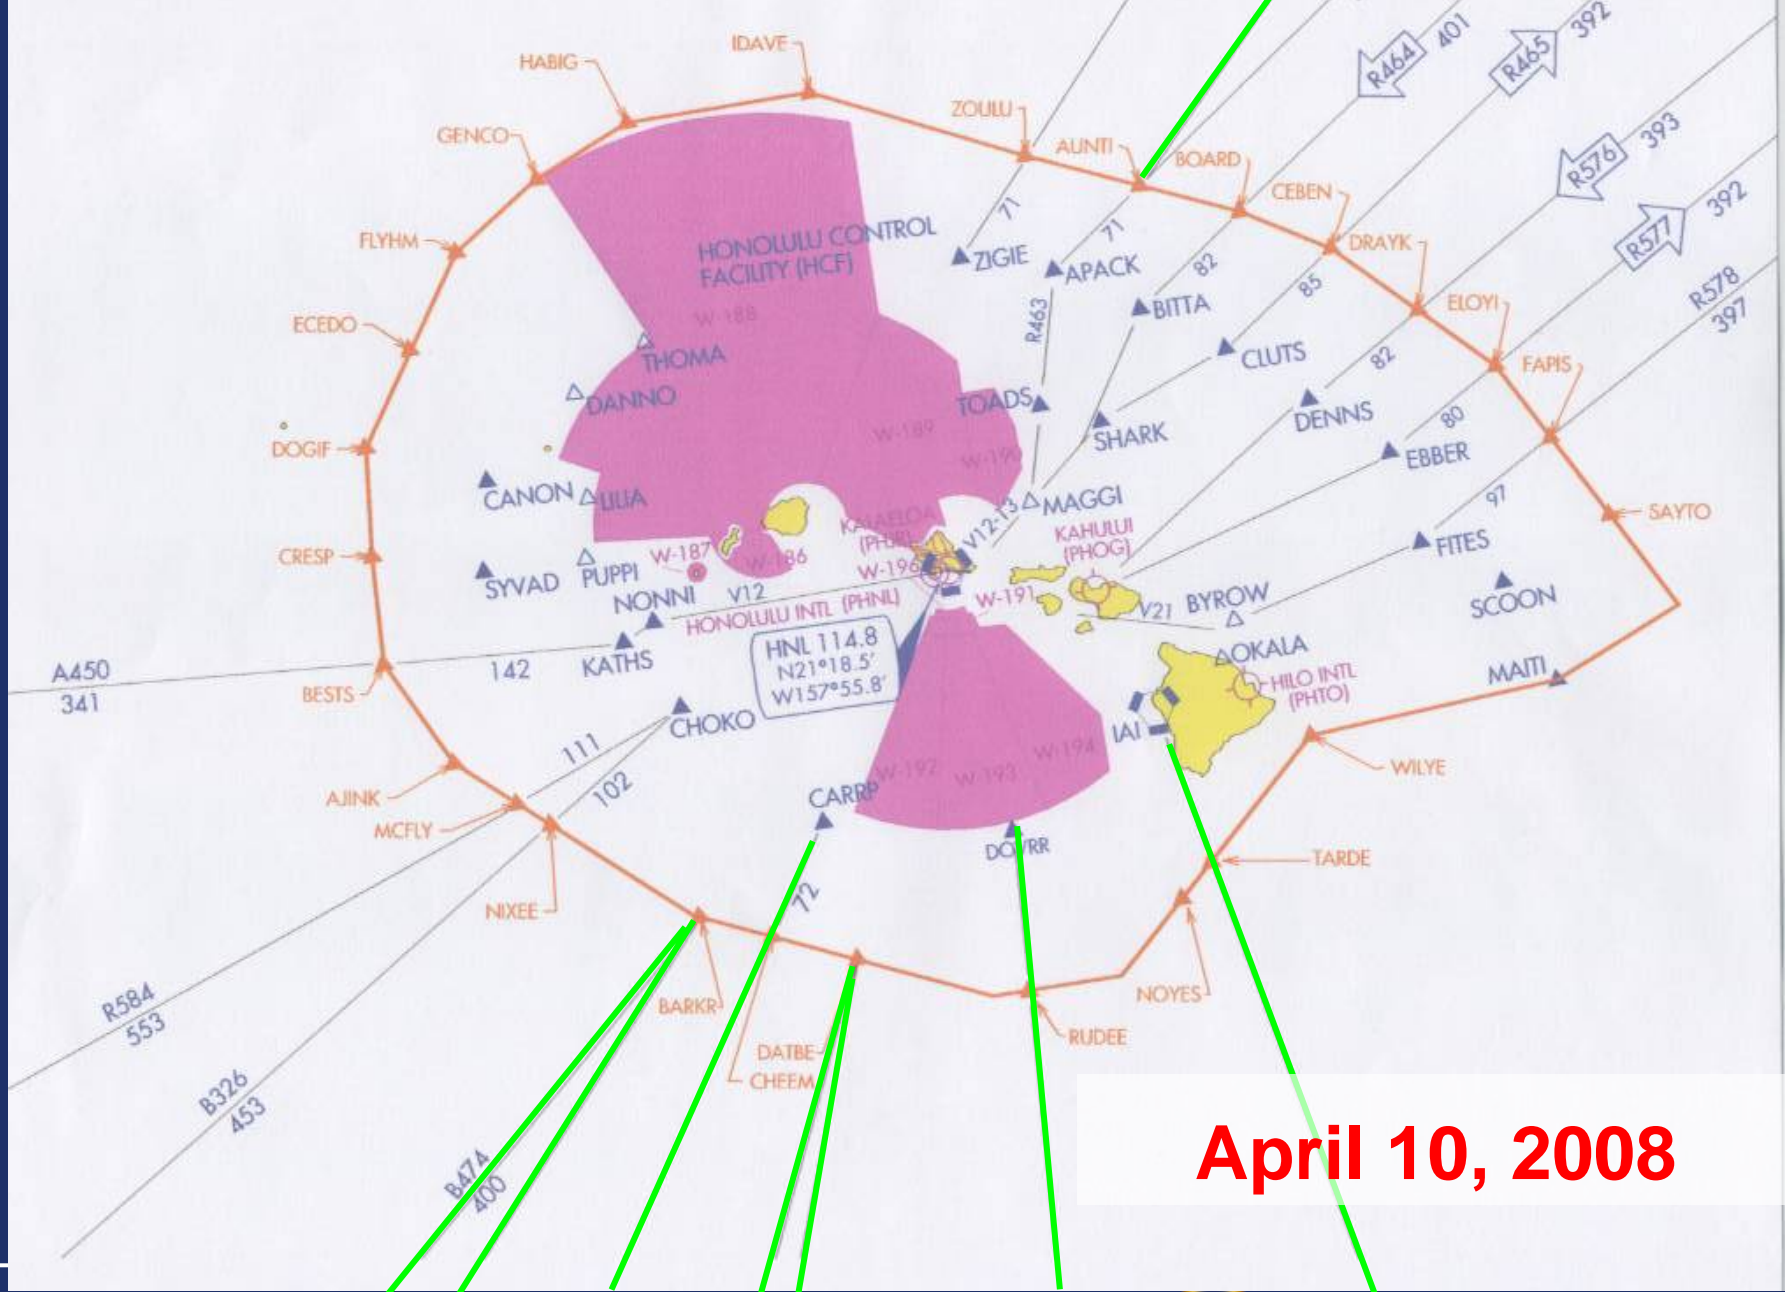 IDAVE
HABIG
GENCO
ZOULU
AUNTI
BOARD
CEBEN
DRAYK
ELOYI
FAPIS
SAYTO
R464
401
R465
392
R576
393
R577
392
R578
397
FLYHM
ECEDO
DOGIF
CRESP
BESTS
HONOLULU CONTROL
FACILITY (HCF)
W-188
THOMA
DANNO
CANON
LILIA
SYVAD
PUPPI
71
ZIGIE
71
APACK
R463
82
BITTA
85
CLUTS
TOADS
SHARK
82
DENNS
80
EBBER
97
FITES
W-189
W-190
MAGGI
V12-13
KALAELOA
(PHJR)
KAHULUI
(PHOG)
W-187
W-186
W-196
W-191
NONNI
V12
HONOLULU INTL (PHNL)
KATHS
HNL 114.8
N21°18.5'
W157°55.8'
V21
BYROW
SCOON
OKALA
HILO INTL
(PHTO)
MAITI
IAI
WILYE
A450
341
142
CHOKO
111
102
AJINK
MCFLY
NIXEE
W-192
W-193
W-194
CARRP
DOVRR
72
TARDE
NOYES
RUDEE
BARKR
DATBE
CHEEM
R584
553
B326
453
B474
400
April 10, 2008